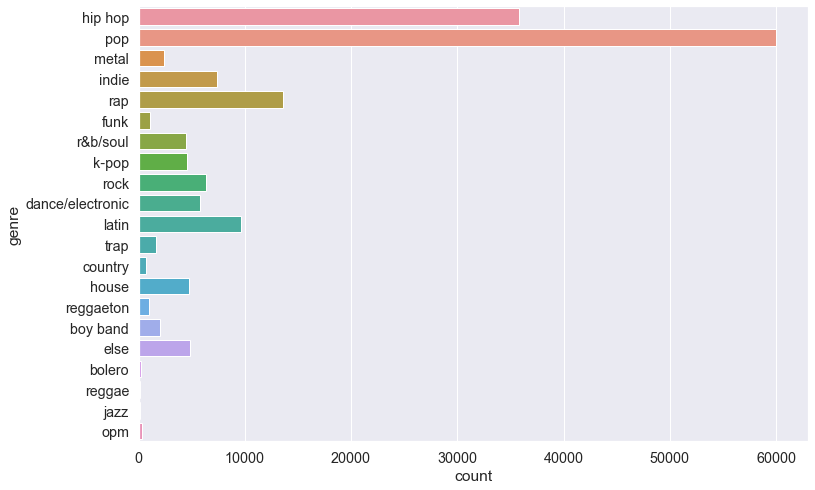 hip hop
pop
metal
indie
rap
funk
r&b/soul
k-pop
rock
dance/electronic
latin
trap
country
house
reggaeton
boy band
else
bolero
reggae
jazz
opm
genre
0 10000 20000 30000 40000 50000 60000
count